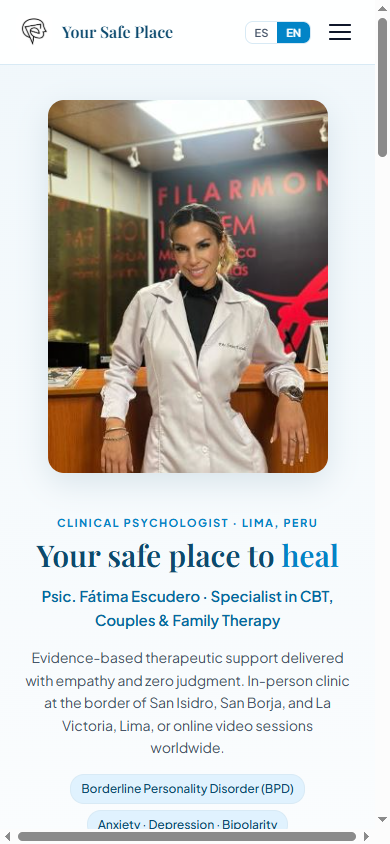 Your Safe Place
ES EN
FILARMON
FM
CLINICAL PSYCHOLOGIST · LIMA, PERU
Your safe place to heal
Psic. Fátima Escudero · Specialist in CBT,
Couples & Family Therapy
Evidence-based therapeutic support delivered
with empathy and zero judgment. In-person clinic
at the border of San Isidro, San Borja, and La
Victoria, Lima, or online video sessions
worldwide.
Borderline Personality Disorder (BPD)
Anxiety · Depression · Bipolarity